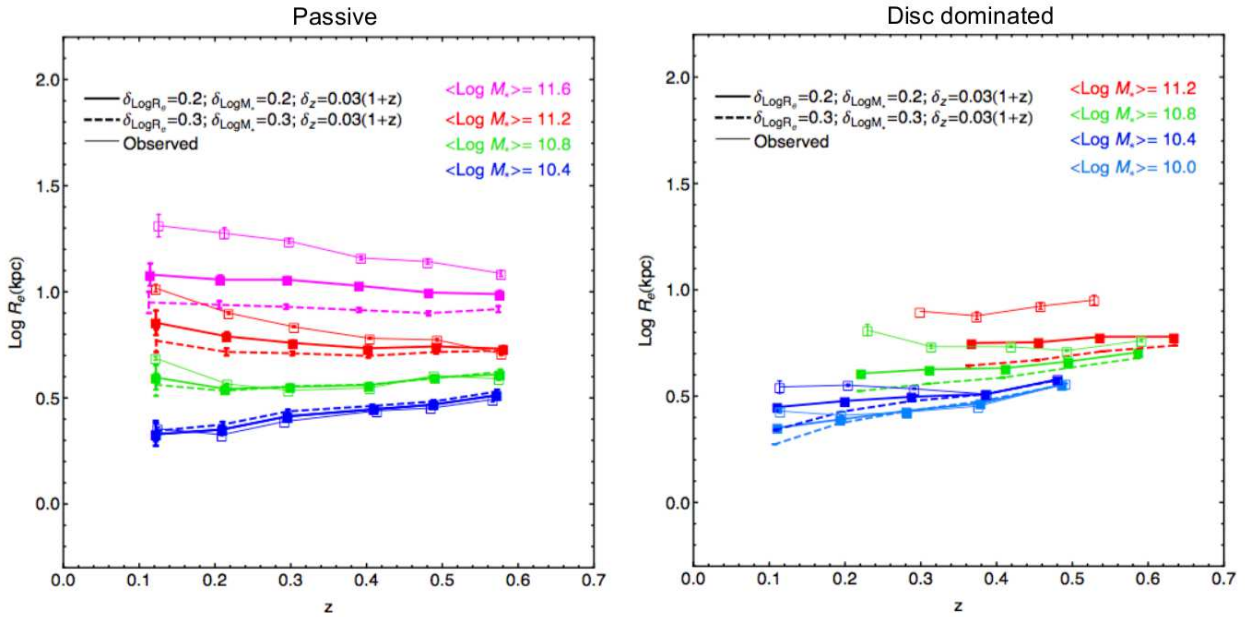 Passive
δLogRₑ=0.2; δLogM*=0.2; δz=0.03(1+z)
δLogRₑ=0.3; δLogM*=0.3; δz=0.03(1+z)
Observed
<Log M*>= 11.6
<Log M*>= 11.2
<Log M*>= 10.8
<Log M*>= 10.4
Log Rₑ(kpc)
2.0
1.5
1.0
0.5
0.0
0.0 0.1 0.2 0.3 0.4 0.5 0.6 0.7
z
Disc dominated
δLogRₑ=0.2; δLogM*=0.2; δz=0.03(1+z)
δLogRₑ=0.3; δLogM*=0.3; δz=0.03(1+z)
Observed
<Log M*>= 11.2
<Log M*>= 10.8
<Log M*>= 10.4
<Log M*>= 10.0
Log Rₑ(kpc)
2.0
1.5
1.0
0.5
0.0
0.0 0.1 0.2 0.3 0.4 0.5 0.6 0.7
z